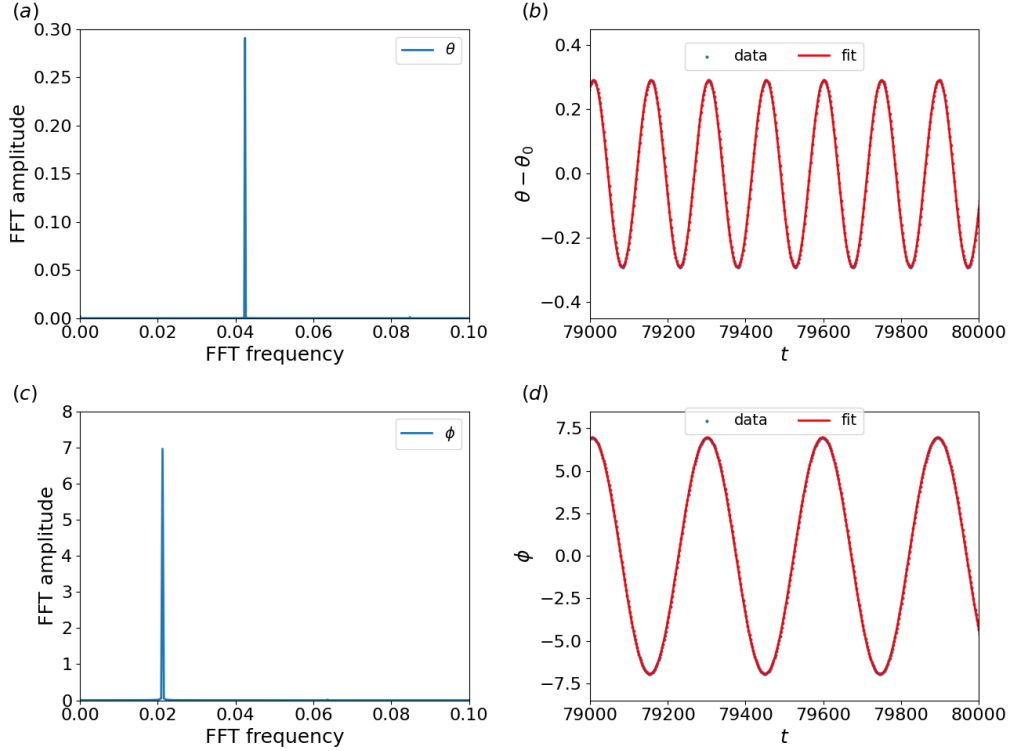 (a)
0.30
0.25
0.20
0.15
0.10
0.05
0.00
0.00 0.02 0.04 0.06 0.08 0.10
FFT frequency
FFT amplitude
θ
(b)
0.4
0.2
0.0
−0.2
−0.4
79000 79200 79400 79600 79800 80000
t
θ − θ₀
data fit
(c)
8
7
6
5
4
3
2
1
0
0.00 0.02 0.04 0.06 0.08 0.10
FFT frequency
FFT amplitude
ϕ
(d)
7.5
5.0
2.5
0.0
−2.5
−5.0
−7.5
79000 79200 79400 79600 79800 80000
t
ϕ
data fit